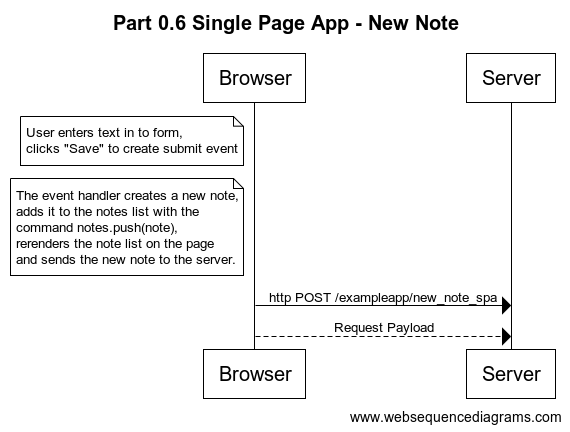 Part 0.6 Single Page App - New Note
Browser
Server
User enters text in to form,
clicks "Save" to create submit event
The event handler creates a new note,
adds it to the notes list with the
command notes.push(note),
rerenders the note list on the page
and sends the new note to the server.
http POST /exampleapp/new_note_spa
Request Payload
Browser
Server
www.websequencediagrams.com